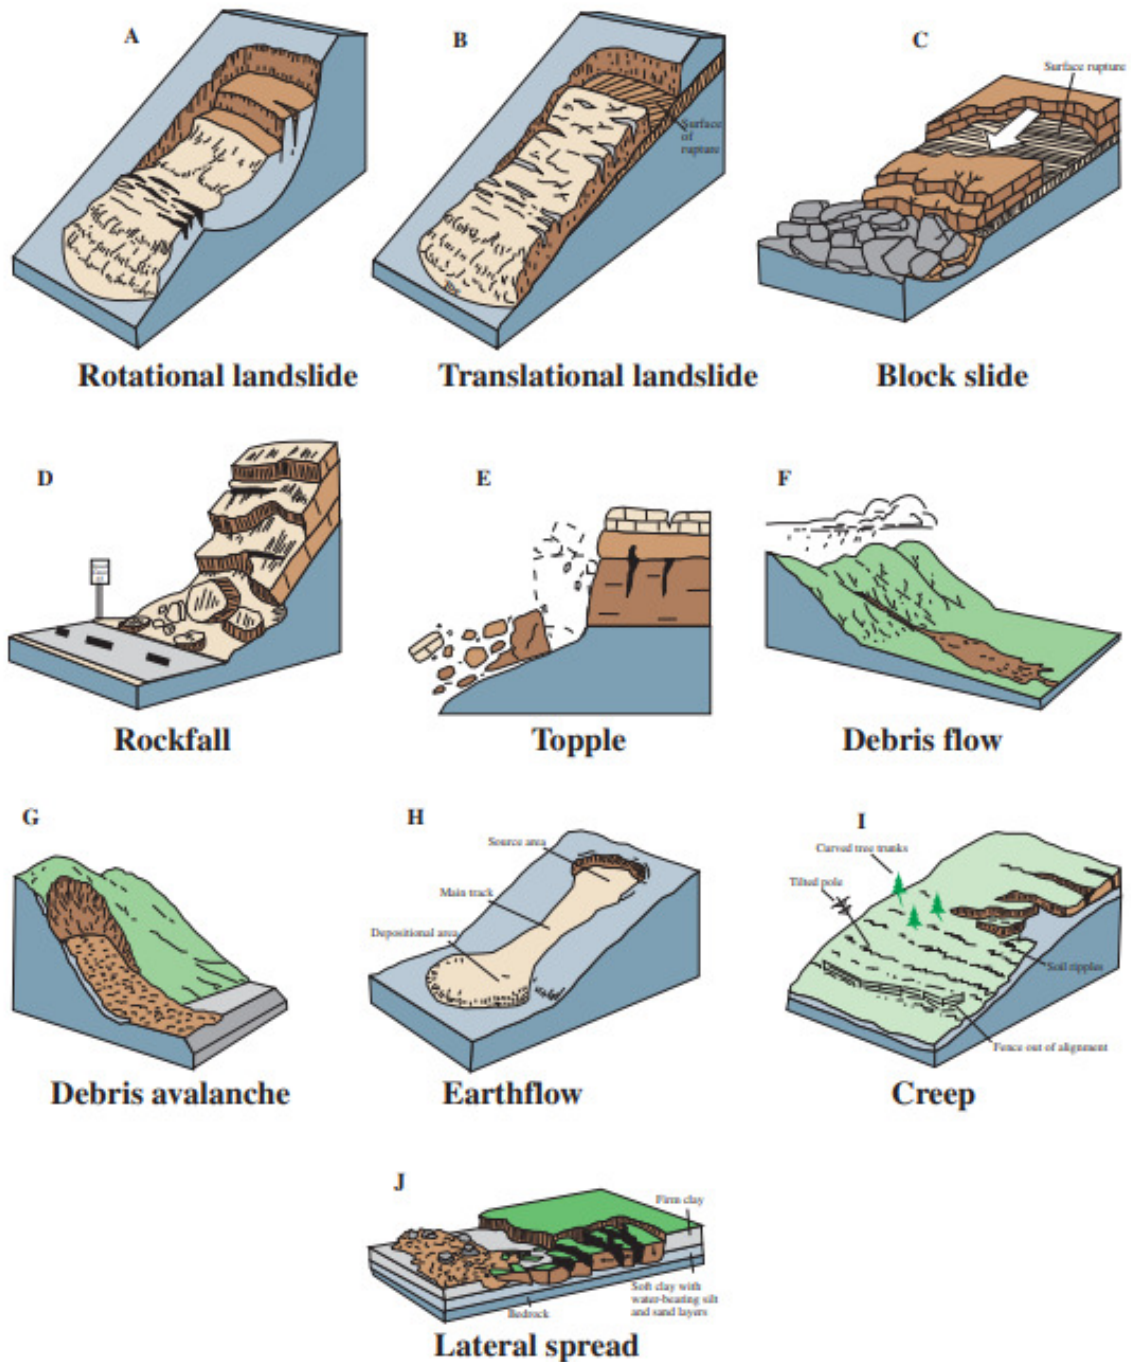 A
B
C
Surface rupture
Surface
of
rupture
Rotational landslide
Translational landslide
Block slide
D
E
F
Rockfall
Topple
Debris flow
G
H
I
Source area
Main track
Depositional area
Curved tree trunks
Tilted pole
Soil ripples
Fence out of alignment
Debris avalanche
Earthflow
Creep
J
Firm clay
Soft clay with
water-bearing silt
and sand layers
Bedrock
Lateral spread